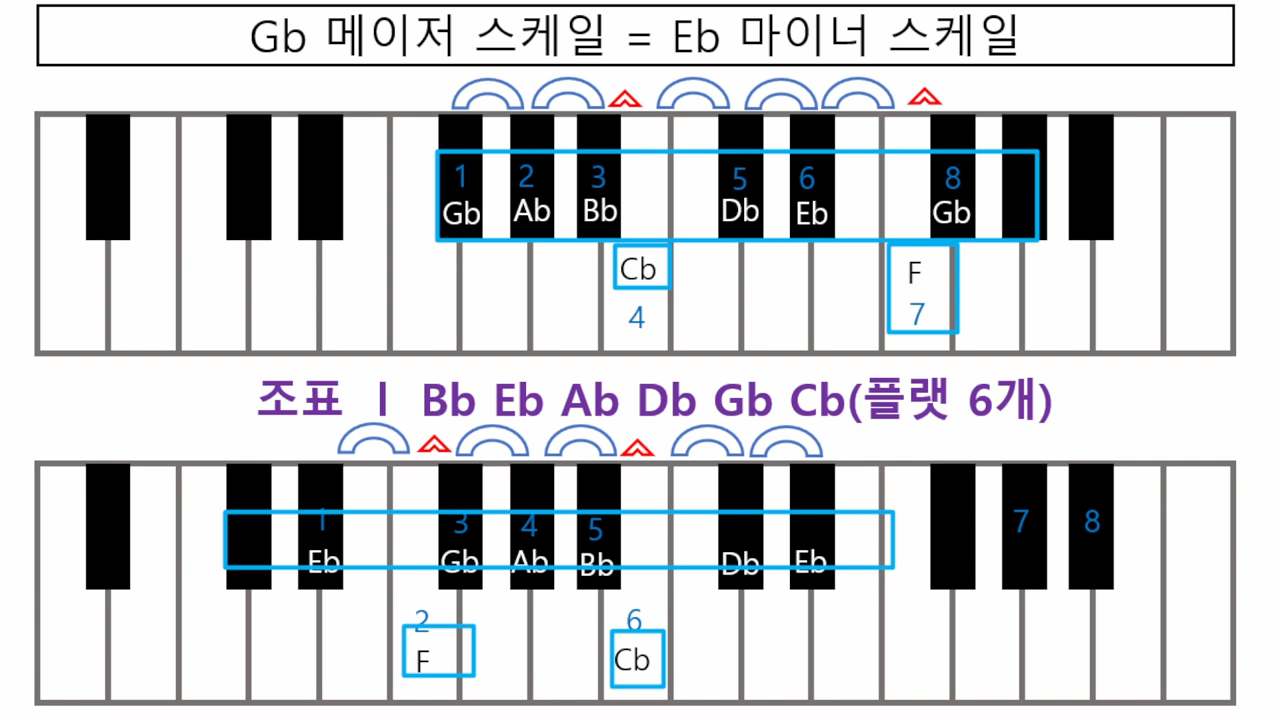 Gb 메이저 스케일 = Eb 마이너 스케일
1 2 3 5 6 8
Gb Ab Bb Db Eb Gb
Cb F
4 7
조표 ㅣ Bb Eb Ab Db Gb Cb(플랫 6개)
1 3 4 5 7 8
Eb Gb Ab Bb Db Eb
2 6
F Cb